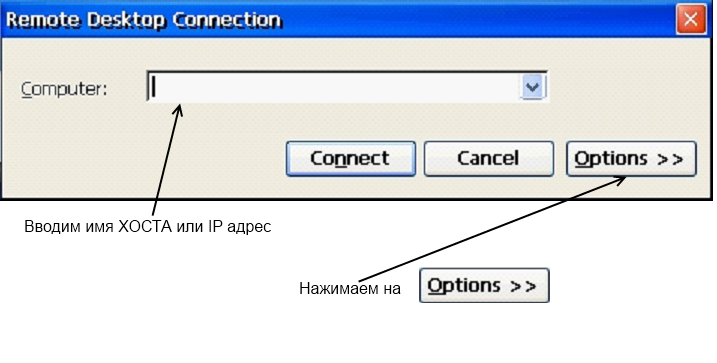 Remote Desktop Connection
Computer:
Connect Cancel Options >>
Вводим имя ХОСТА или IP адрес
Нажимаем на Options >>